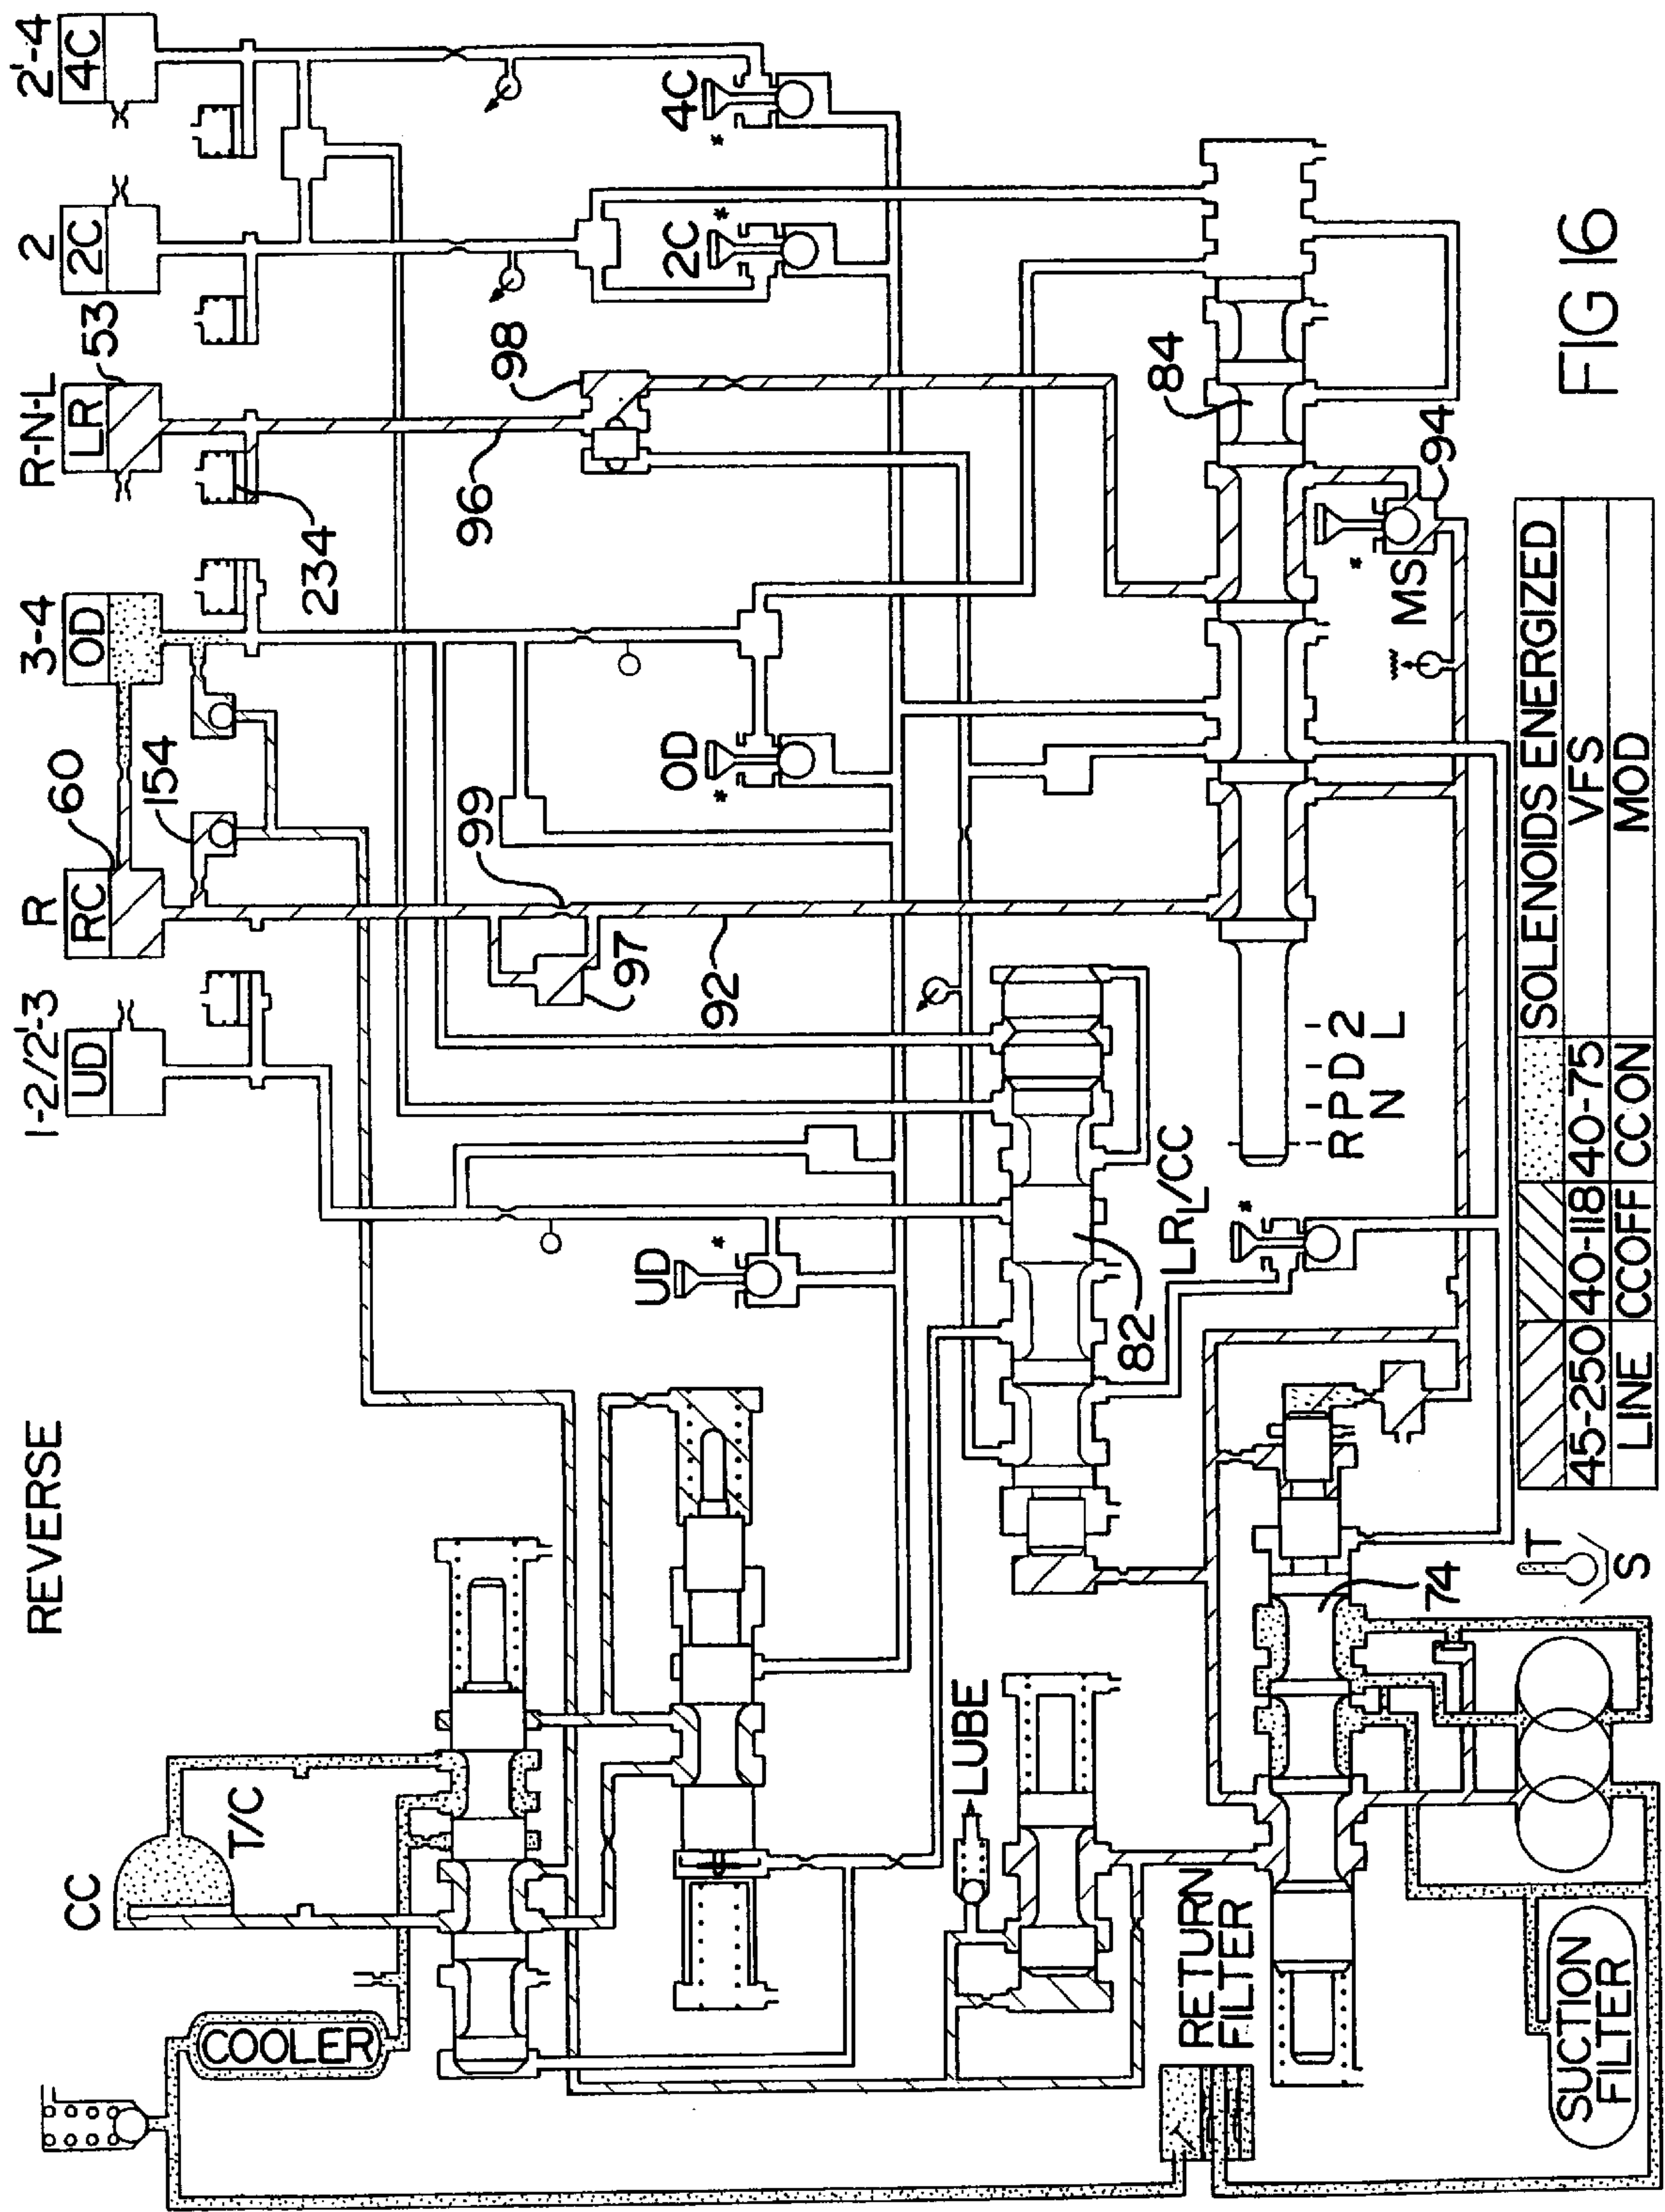 REVERSE
1-2/2'-3
UD
R
RC
60
3-4
OD
R-N-L
LR
53
2
2C
2'-4
4C
154
234
99
97
92
96
98
CC
T/C
COOLER
UD
*
OD
*
2C
*
4C
*
LUBE
82
LR/CC
L
*
84
94
MS
*
R P D 2
N L
74
T
S
RETURN
FILTER
SUCTION
FILTER
45-250 40-118 40-75 SOLENOIDS ENERGIZED
VFS
LINE CCOFF CCON MOD
FIG 16